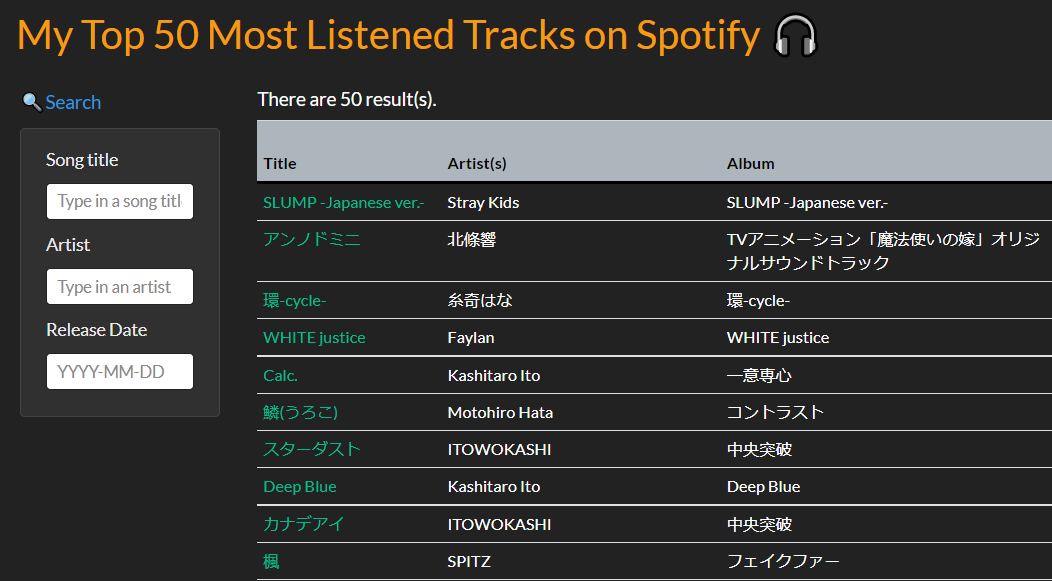 My Top 50 Most Listened Tracks on Spotify
Search
Song title
Type in a song titl
Artist
Type in an artist
Release Date
YYYY-MM-DD
There are 50 result(s).
Title Artist(s) Album
SLUMP -Japanese ver.- Stray Kids SLUMP -Japanese ver.-
アンノドミニ 北條響 TVアニメーション「魔法使いの嫁」オリジ
ナルサウンドトラック
環-cycle- 糸奇はな 環-cycle-
WHITE justice Faylan WHITE justice
Calc. Kashitaro Ito 一意専心
鱗(うろこ) Motohiro Hata コントラスト
スターダスト ITOWOKASHI 中央突破
Deep Blue Kashitaro Ito Deep Blue
カナデアイ ITOWOKASHI 中央突破
楓 SPITZ フェイクファー